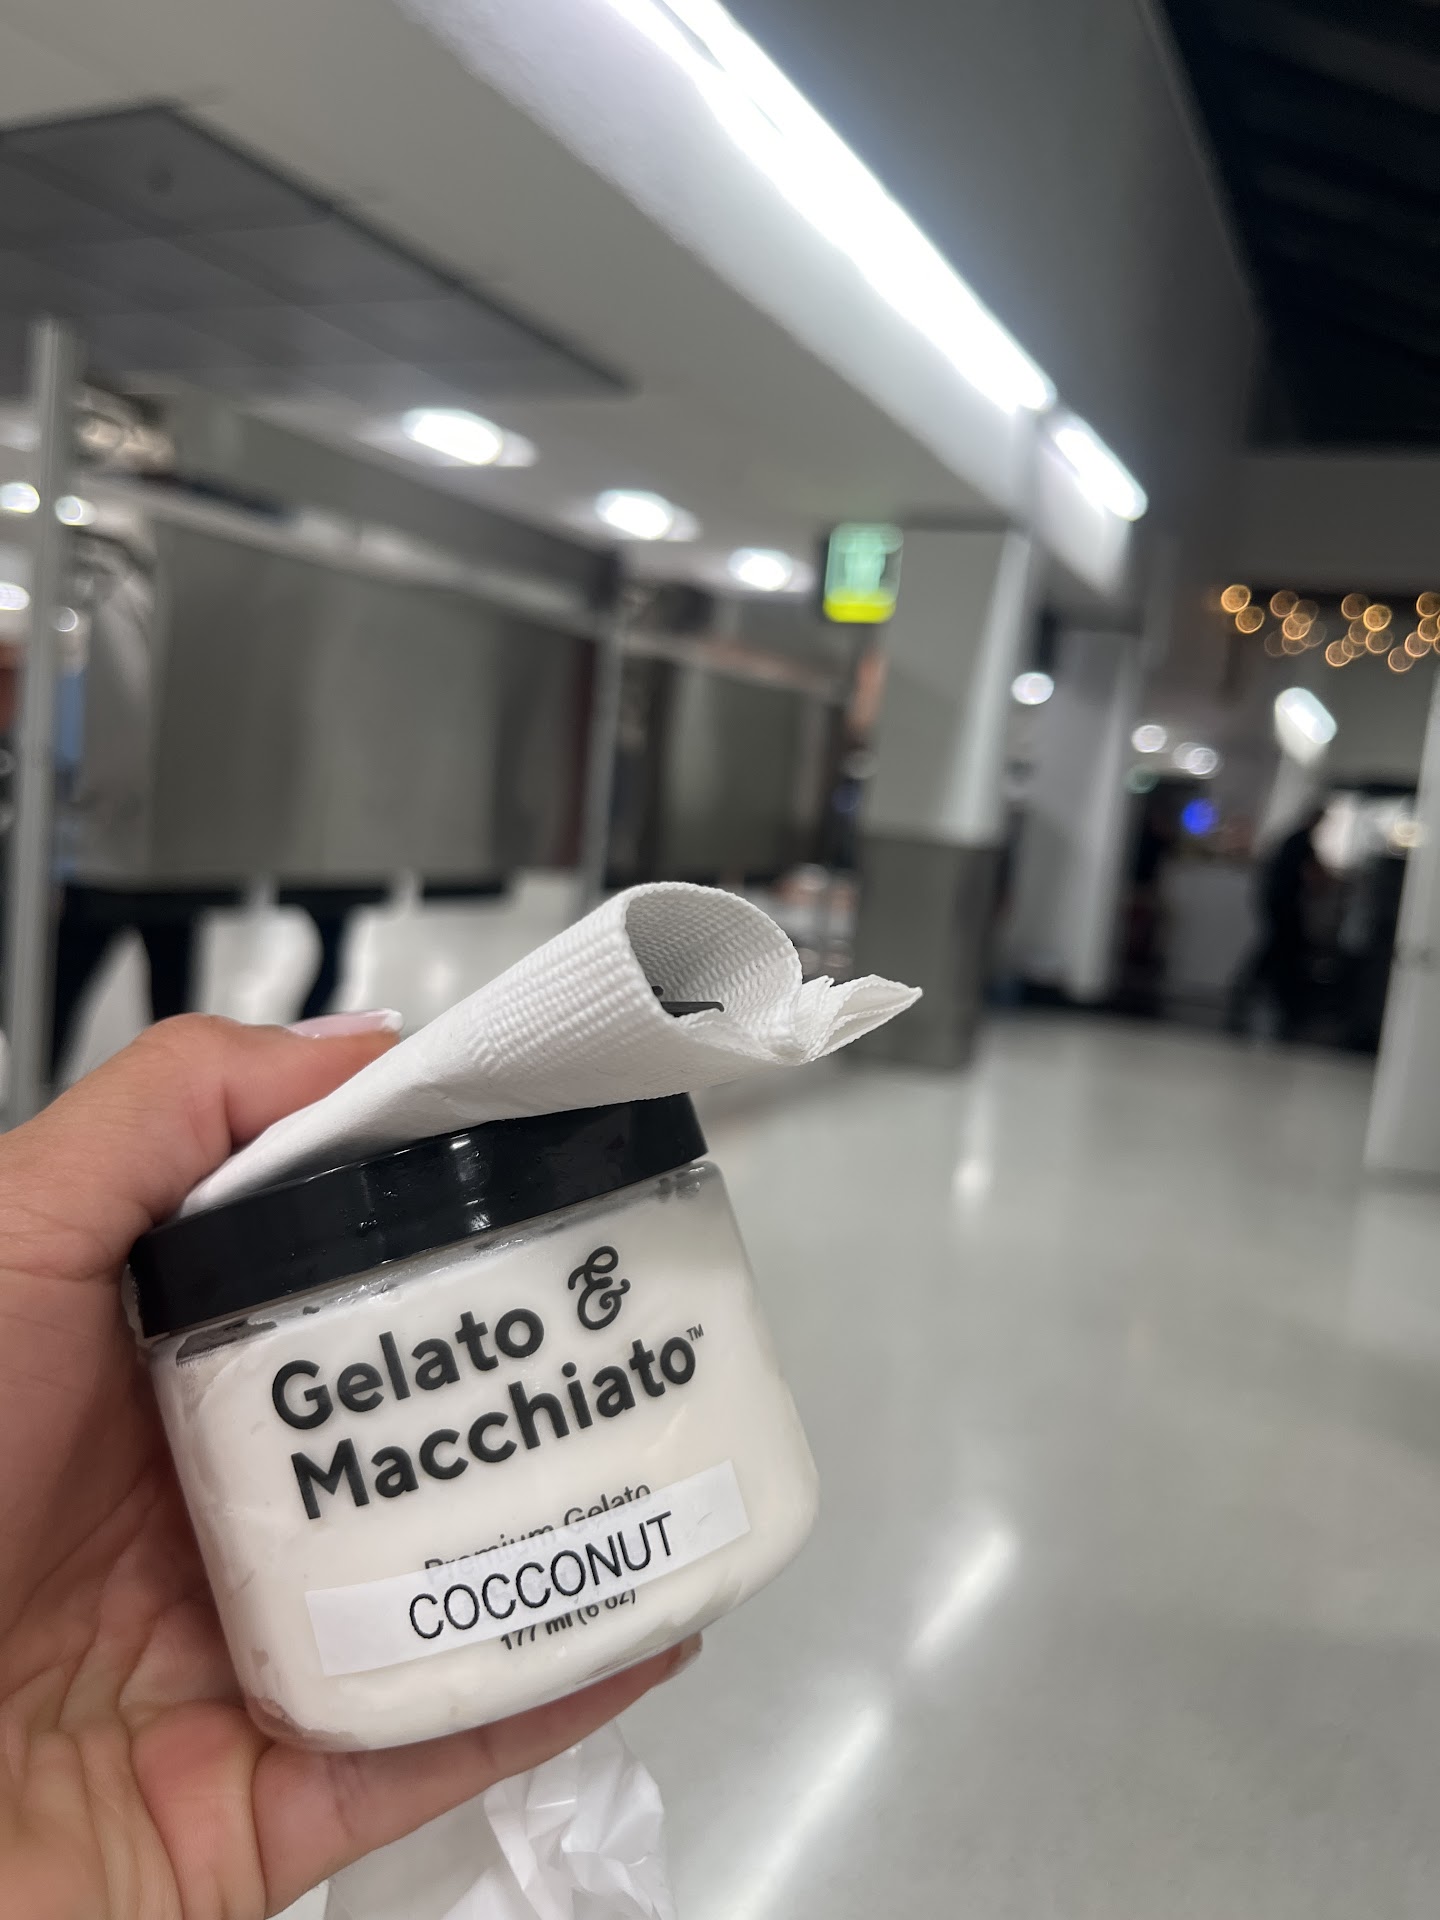 Gelato &
Macchiato™
Premium Gelato
COCCONUT
177 ml (6 oz)